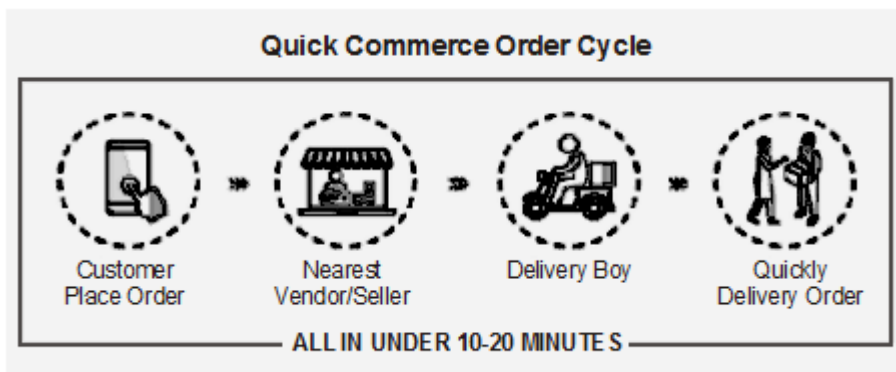 Quick Commerce Order Cycle
Customer
Place Order
Nearest
Vendor/Seller
Delivery Boy
Quickly
Delivery Order
ALL IN UNDER 10-20 MINUTES